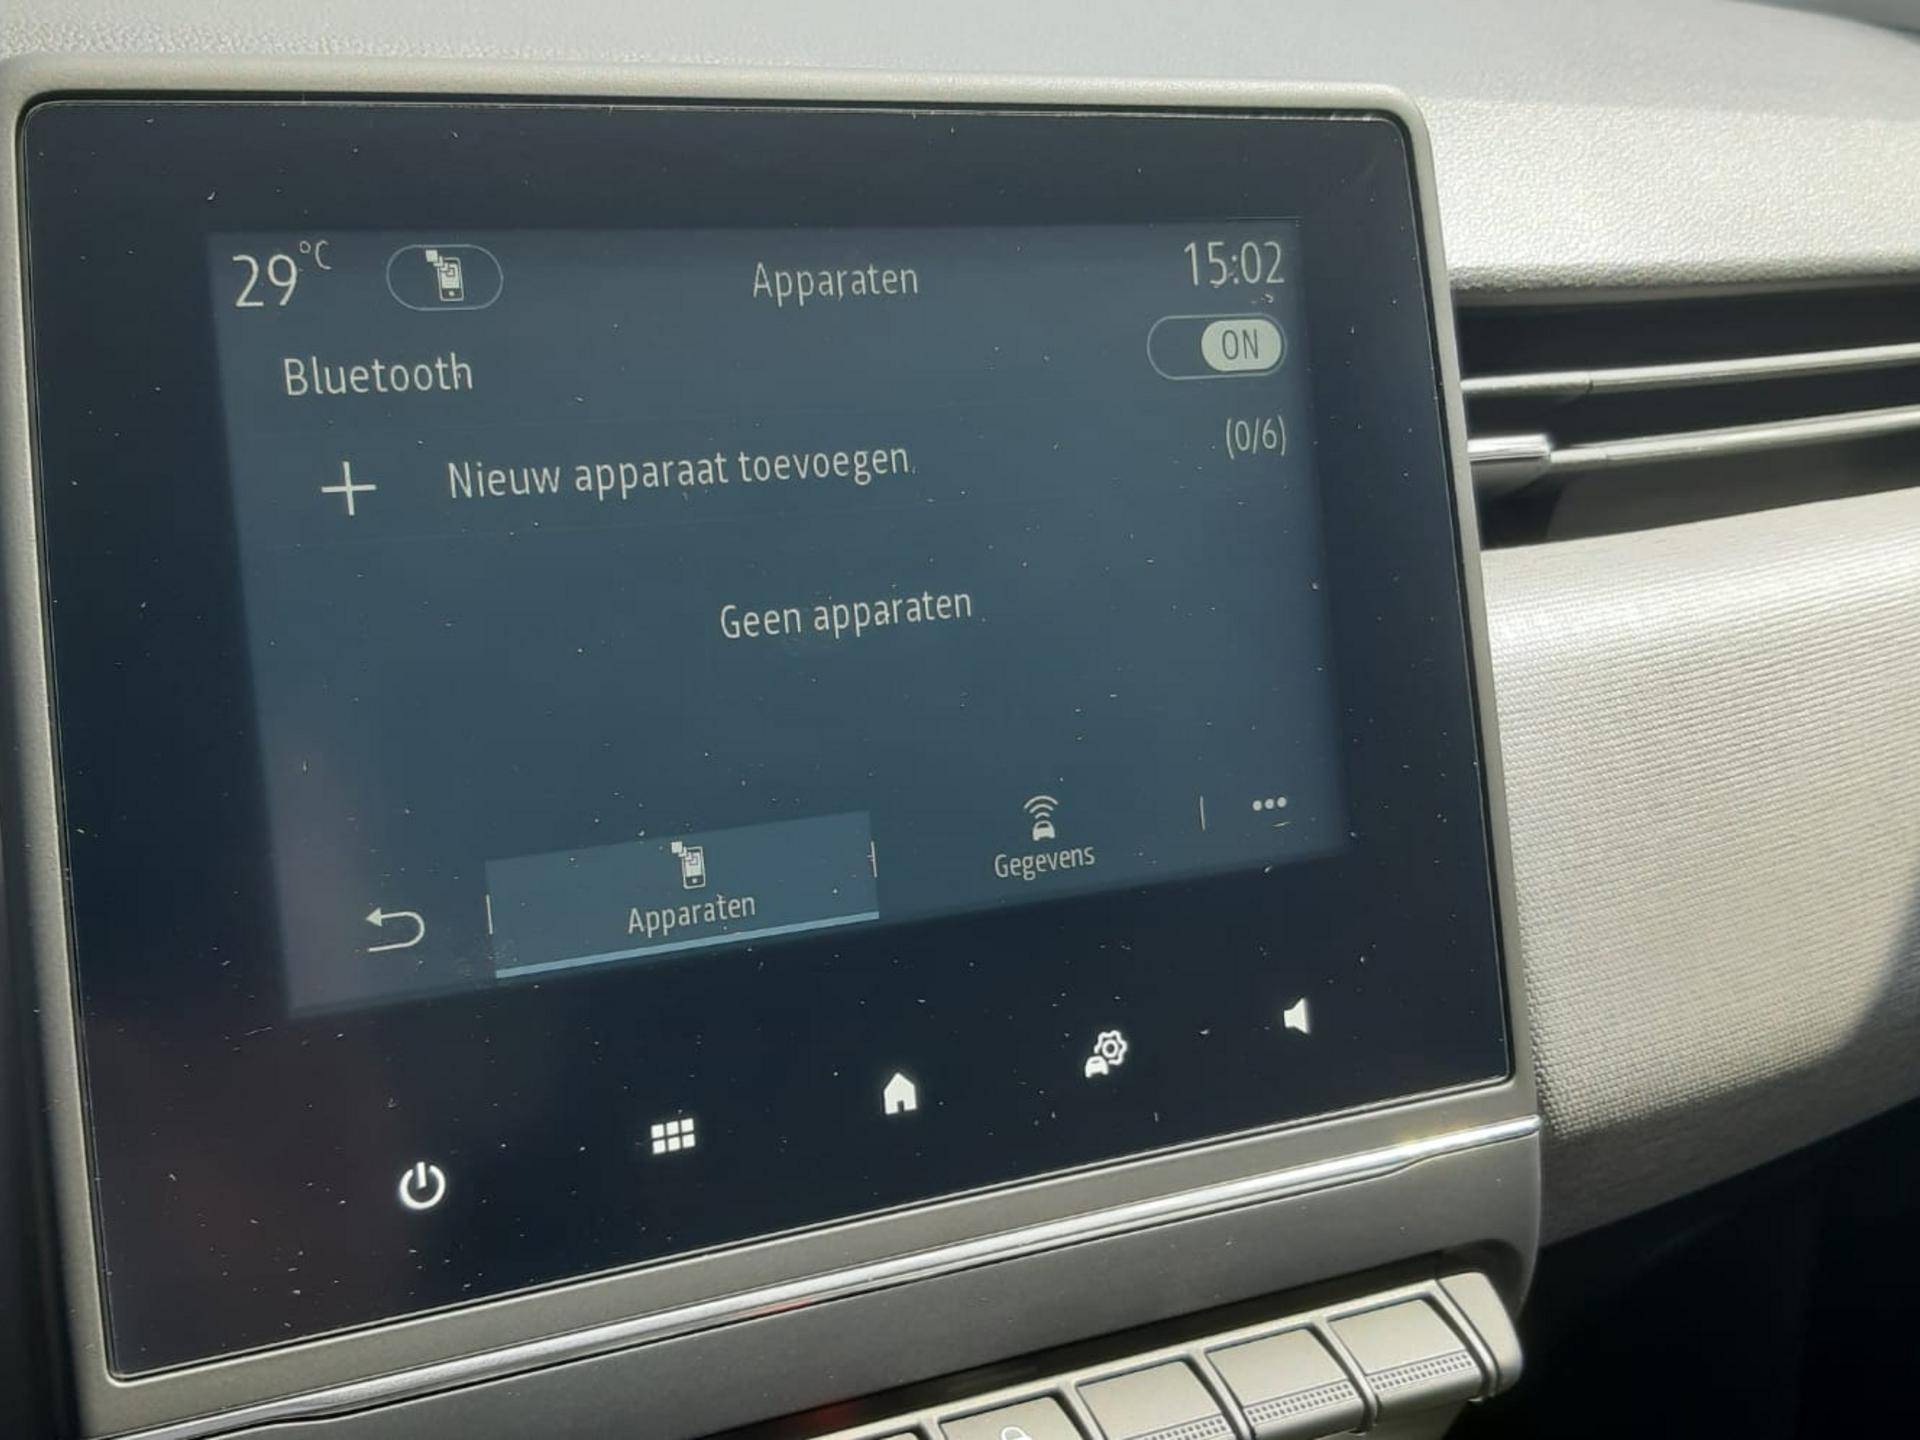 29°C
Apparaten
15:02
Bluetooth
ON
Nieuw apparaat toevoegen
(0/6)
Geen apparaten
Apparaten
Gegevens